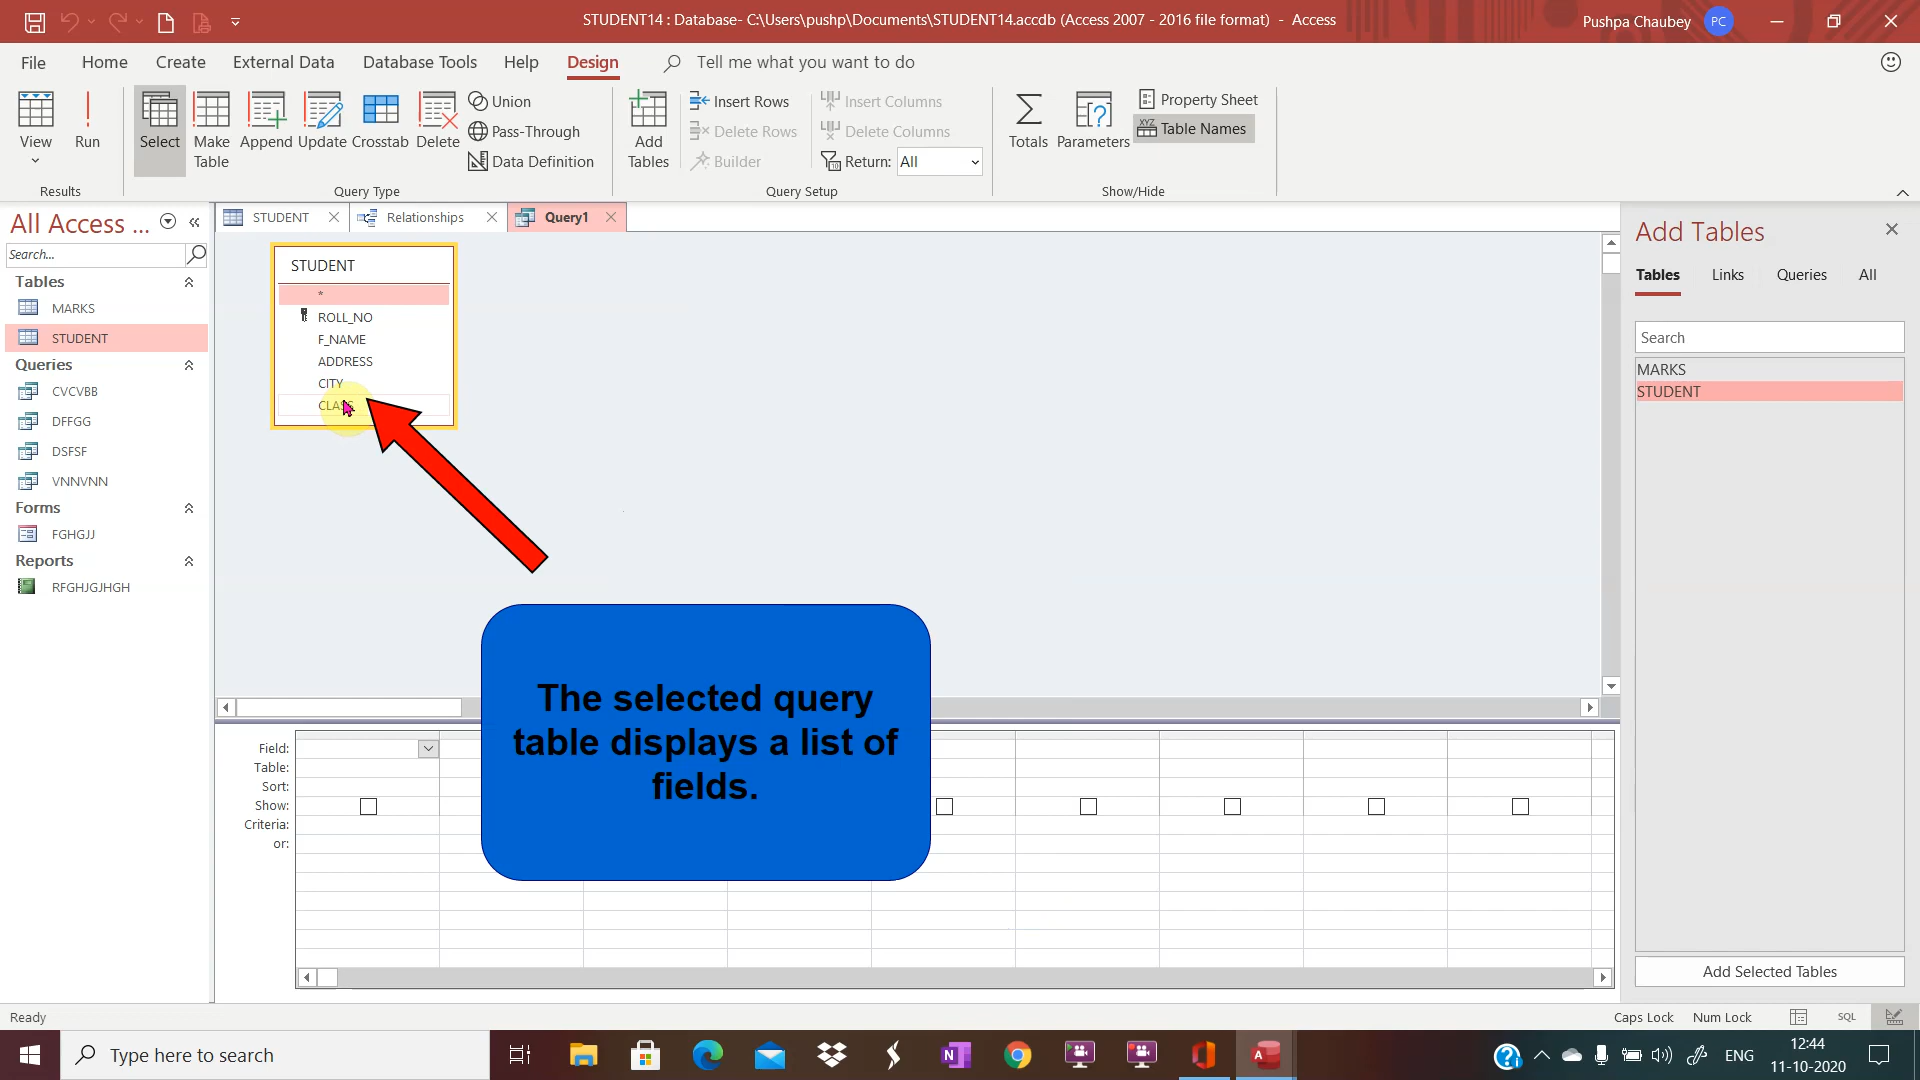 STUDENT14 : Database- C:\Users\pushp\Documents\STUDENT14.accdb (Access 2007 - 2016 file format) - Access
Pushpa Chaubey
PC
File
Home
Create
External Data
Database Tools
Help
Design
Tell me what you want to do
View
Run
Results
Select
Make
Table
Append
Update
Crosstab
Delete
Union
Pass-Through
Data Definition
Query Type
Add
Tables
Insert Rows
Delete Rows
Builder
Insert Columns
Delete Columns
Return: All
Query Setup
Totals
Parameters
Property Sheet
XYZ Table Names
Show/Hide
All Access ...
Search...
Tables
MARKS
STUDENT
Queries
CVCVBB
DFFGG
DSFSF
VNNVNN
Forms
FGHGJJ
Reports
RFGHJGJHGH
STUDENT
Relationships
Query1
STUDENT
*
ROLL_NO
F_NAME
ADDRESS
CITY
CLASS
The selected query
table displays a list of
fields.
Field:
Table:
Sort:
Show:
Criteria:
or:
Add Tables
Tables
Links
Queries
All
Search
MARKS
STUDENT
Add Selected Tables
Ready
Caps Lock
Num Lock
SQL
Type here to search
ENG
12:44
11-10-2020